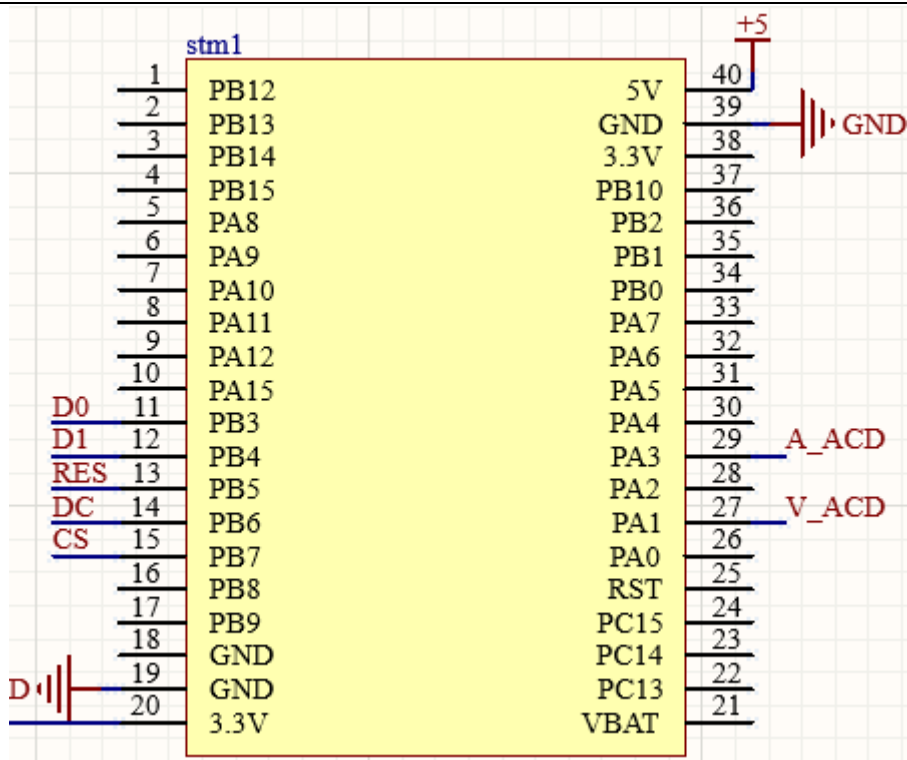 +5
stm1
1 PB12 5V 40
2 PB13 GND 39 GND
3 PB14 3.3V 38
4 PB15 PB10 37
5 PA8 PB2 36
6 PA9 PB1 35
7 PA10 PB0 34
8 PA11 PA7 33
9 PA12 PA6 32
10 PA15 PA5 31
D0 11 PB3 PA4 30
D1 12 PB4 PA3 29 A_ACD
RES 13 PB5 PA2 28
DC 14 PB6 PA1 27 V_ACD
CS 15 PB7 PA0 26
16 PB8 RST 25
17 PB9 PC15 24
18 GND PC14 23
D 19 GND PC13 22
20 3.3V VBAT 21